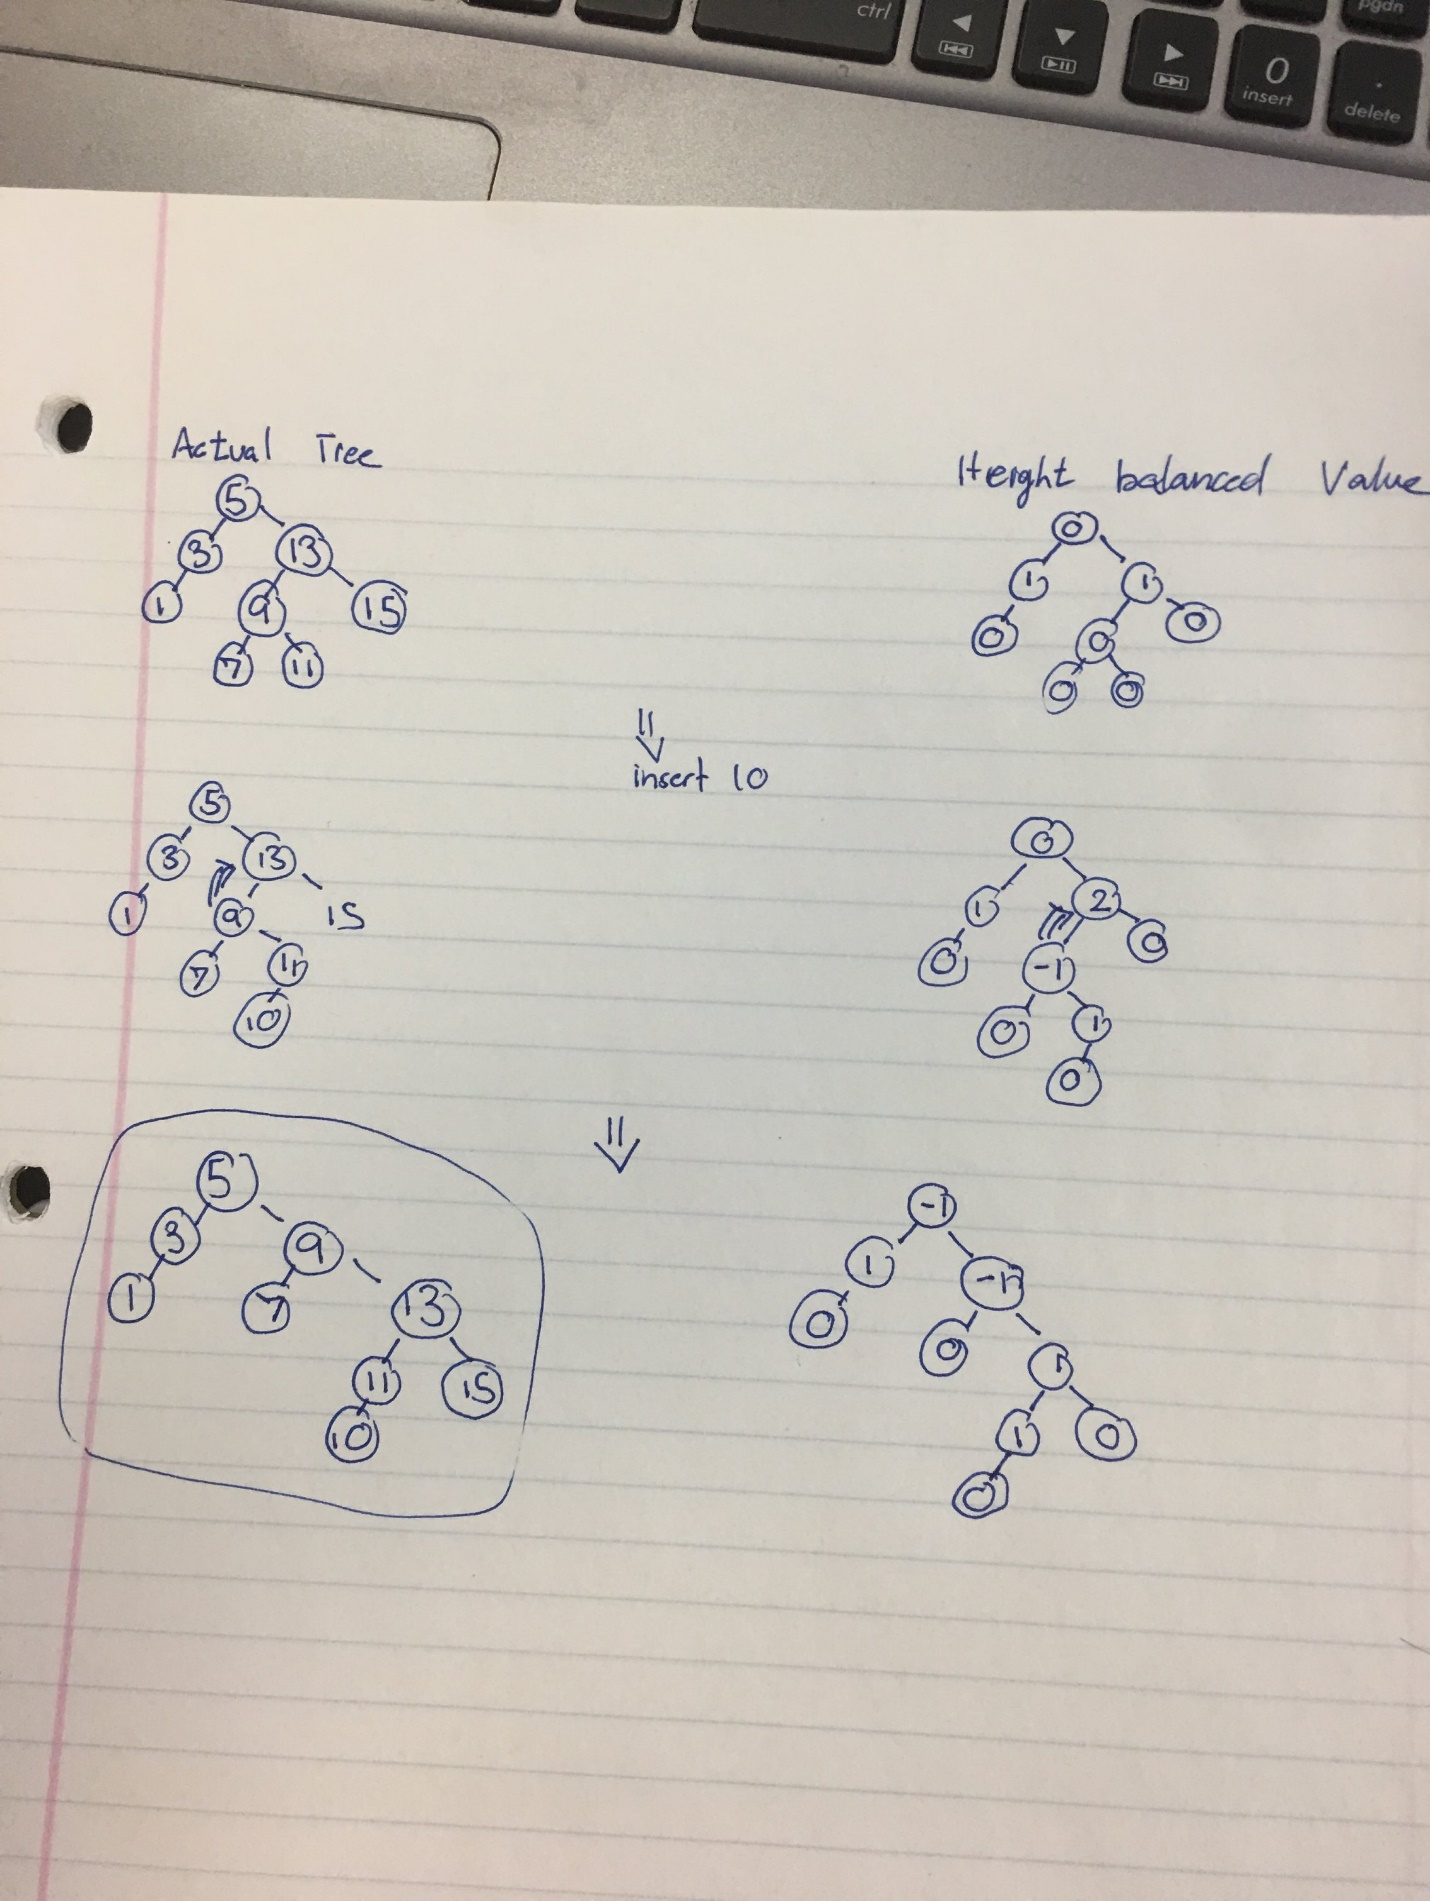 ctrl
pgdn
0
insert
.
delete
Actual Tree
Height balanced Value
5
3 13
1 9 15
7 11
0
1 1
0 0 0
0 0
insert 10
5
3 13
1 9 15
7 11
10
0
1 2
0 -1 0
0 1
0
5
3 9
1 7 13
11 15
10
-1
1 -1
0 0 1
1 0
0